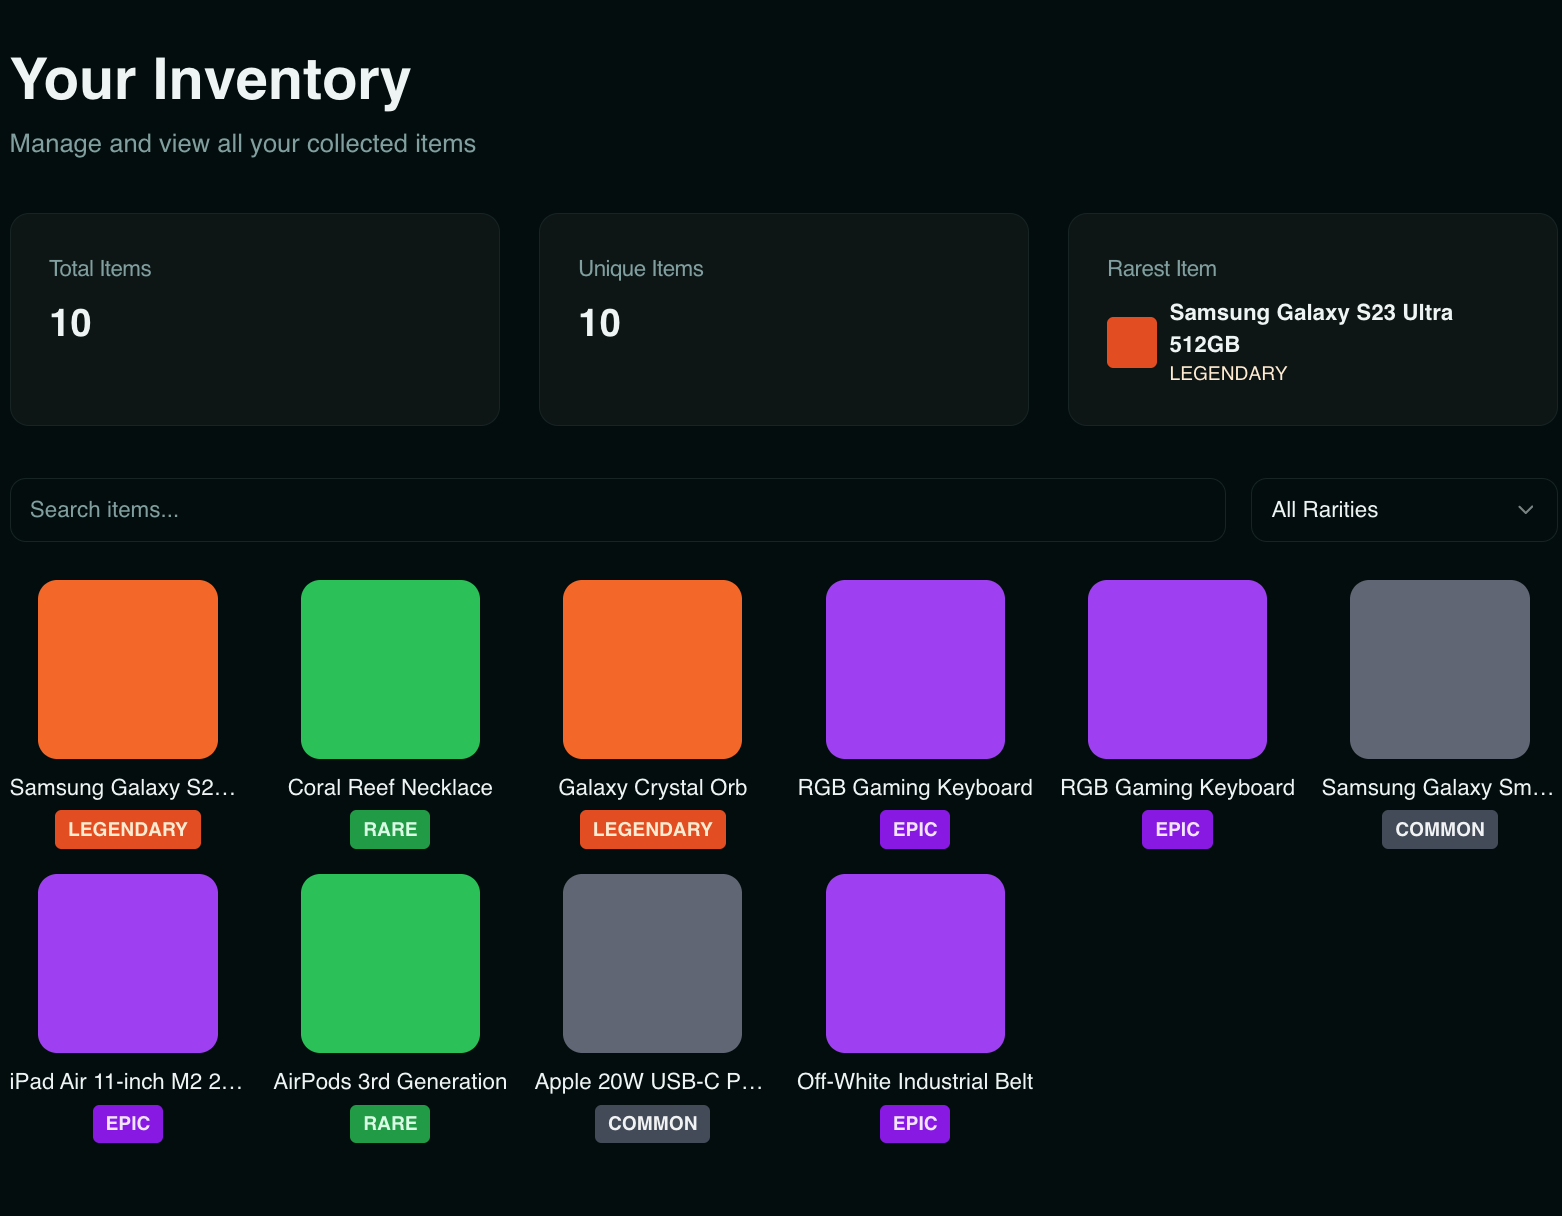 Your Inventory
Manage and view all your collected items
Total Items
10
Unique Items
10
Rarest Item
Samsung Galaxy S23 Ultra
512GB
LEGENDARY
Search items...
All Rarities
Samsung Galaxy S2...
LEGENDARY
Coral Reef Necklace
RARE
Galaxy Crystal Orb
LEGENDARY
RGB Gaming Keyboard
EPIC
RGB Gaming Keyboard
EPIC
Samsung Galaxy Sm...
COMMON
iPad Air 11-inch M2 2...
EPIC
AirPods 3rd Generation
RARE
Apple 20W USB-C P...
COMMON
Off-White Industrial Belt
EPIC